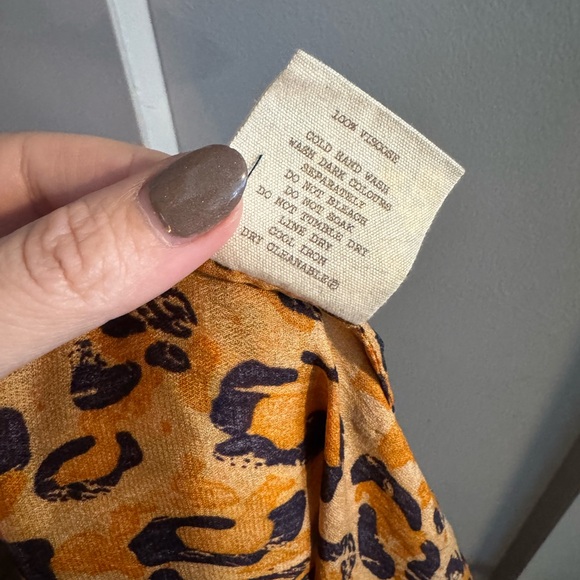 100% VISCOSE
COLD HAND WASH
WASH DARK COLOURS
SEPARATELY
DO NOT BLEACH
DO NOT SOAK
DO NOT TUMBLE DRY
LINE DRY
COOL IRON
DRY CLEANABLEⓅ